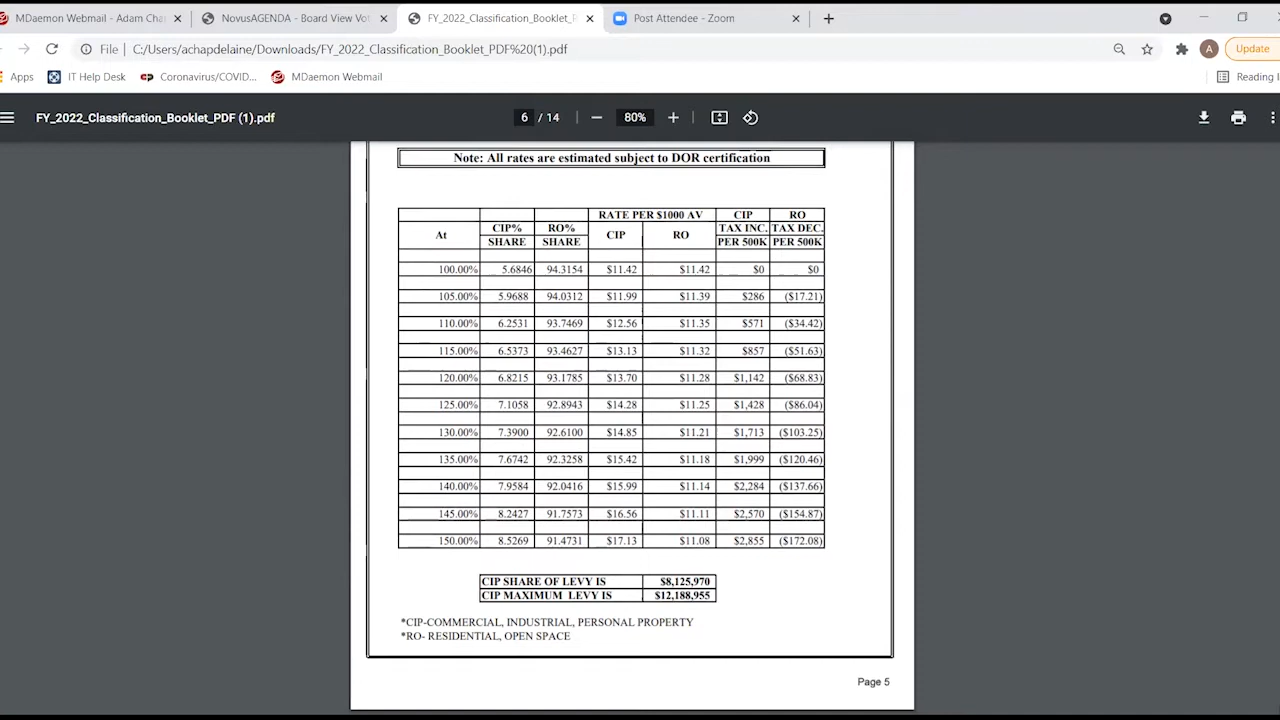 MDaemon Webmail - Adam Cha
NovusAGENDA - Board View Vot
FY_2022_Classification_Booklet_P
Post Attendee - Zoom
File | C:/Users/achapdelaine/Downloads/FY_2022_Classification_Booklet_PDF%20(1).pdf
A
Update
Apps
IT Help Desk
Coronavirus/COVID...
MDaemon Webmail
Reading
FY_2022_Classification_Booklet_PDF (1).pdf
6 / 14
80%
Note: All rates are estimated subject to DOR certification
RATE PER $1000 AV CIP RO
At CIP% RO% CIP RO TAX INC. TAX DEC.
SHARE SHARE PER 500K PER 500K
100.00% 5.6846 94.3154 $11.42 $11.42 $0 $0
105.00% 5.9688 94.0312 $11.99 $11.39 $286 ($17.21)
110.00% 6.2531 93.7469 $12.56 $11.35 $571 ($34.42)
115.00% 6.5373 93.4627 $13.13 $11.32 $857 ($51.63)
120.00% 6.8215 93.1785 $13.70 $11.28 $1,142 ($68.83)
125.00% 7.1058 92.8943 $14.28 $11.25 $1,428 ($86.04)
130.00% 7.3900 92.6100 $14.85 $11.21 $1,713 ($103.25)
135.00% 7.6742 92.3258 $15.42 $11.18 $1,999 ($120.46)
140.00% 7.9584 92.0416 $15.99 $11.14 $2,284 ($137.66)
145.00% 8.2427 91.7573 $16.56 $11.11 $2,570 ($154.87)
150.00% 8.5269 91.4731 $17.13 $11.08 $2,855 ($172.08)
CIP SHARE OF LEVY IS $8,125,970
CIP MAXIMUM LEVY IS $12,188,955
*CIP-COMMERCIAL, INDUSTRIAL, PERSONAL PROPERTY
*RO- RESIDENTIAL, OPEN SPACE
Page 5